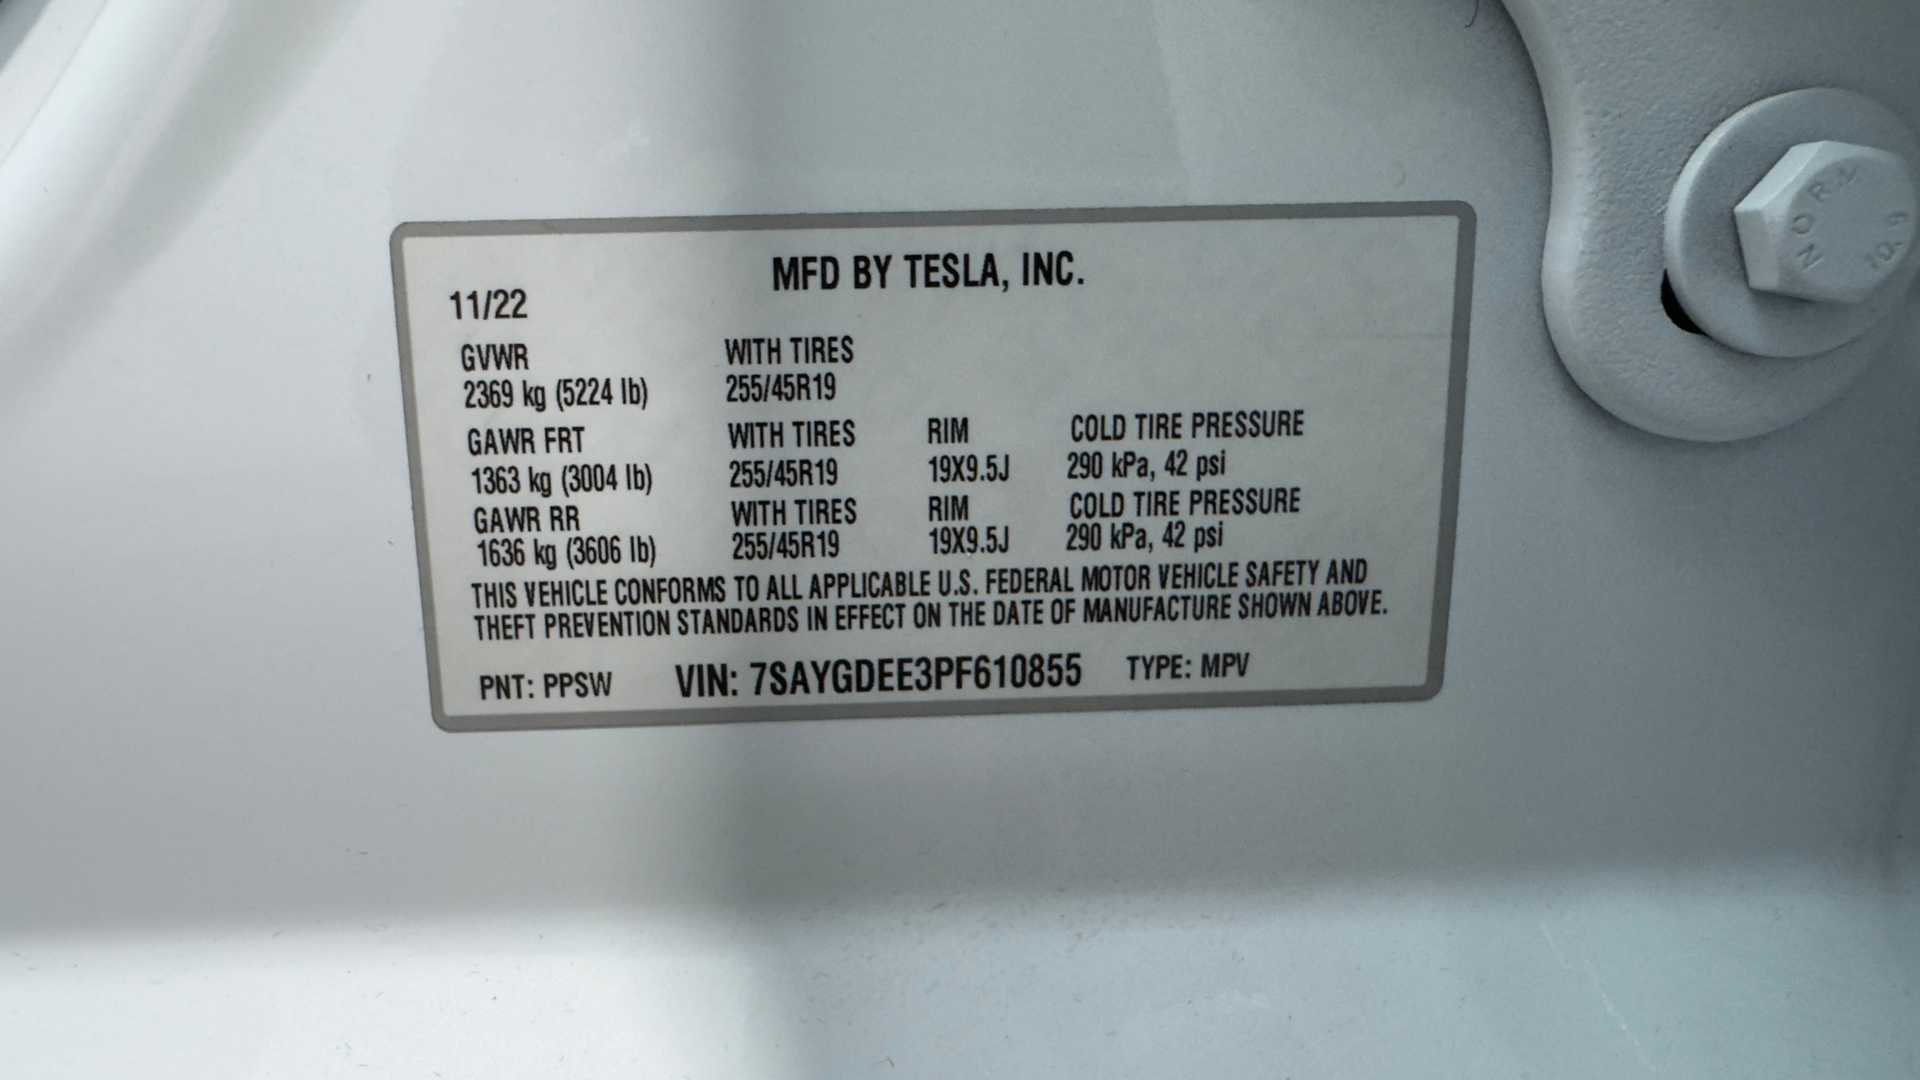 MFD BY TESLA, INC.
11/22
GVWR WITH TIRES
2369 kg (5224 lb) 255/45R19
GAWR FRT WITH TIRES RIM COLD TIRE PRESSURE
1363 kg (3004 lb) 255/45R19 19X9.5J 290 kPa, 42 psi
GAWR RR WITH TIRES RIM COLD TIRE PRESSURE
1636 kg (3606 lb) 255/45R19 19X9.5J 290 kPa, 42 psi
THIS VEHICLE CONFORMS TO ALL APPLICABLE U.S. FEDERAL MOTOR VEHICLE SAFETY AND
THEFT PREVENTION STANDARDS IN EFFECT ON THE DATE OF MANUFACTURE SHOWN ABOVE.
PNT: PPSW VIN: 7SAYGDEE3PF610855 TYPE: MPV
10.9